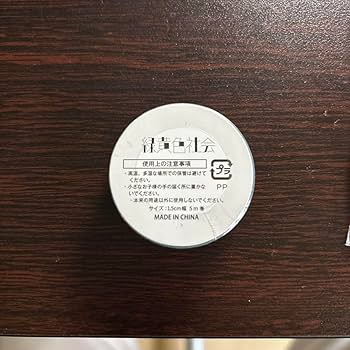 緑黄色社会
使用上の注意事項
・高温、多湿な場所での保管は避けて
ください。
・小さなお子様の手の届く所に置かない
でください。
・本来の用途以外に使用しないでください。
サイズ：1.5cm幅 5m巻
MADE IN CHINA
プラ
PP